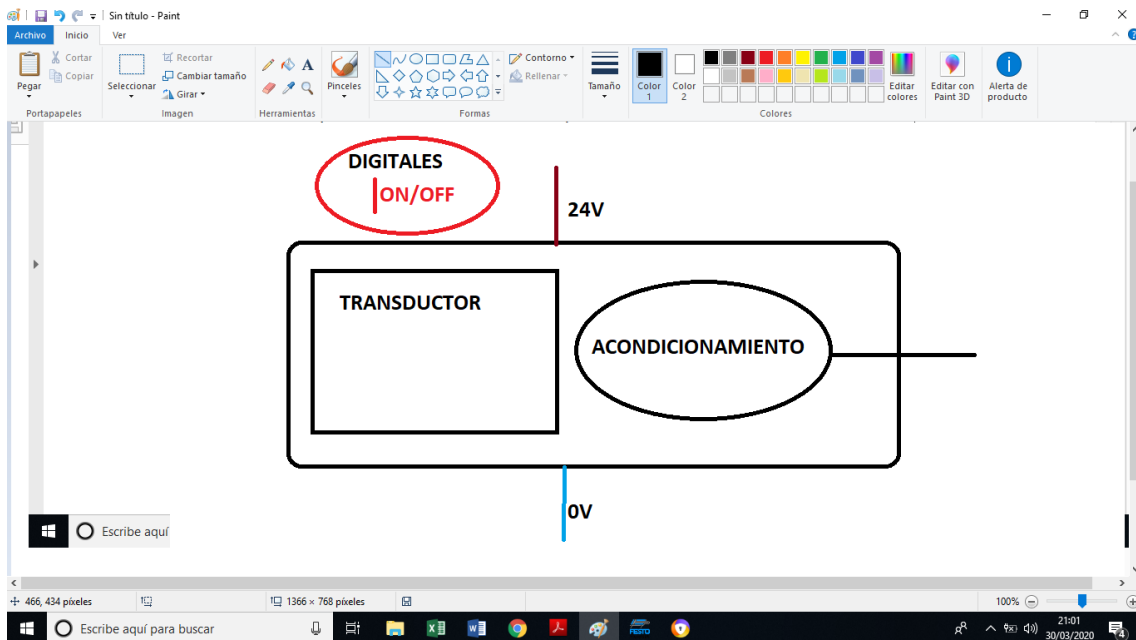 Sin título - Paint
Archivo
Inicio
Ver
Pegar
Cortar
Copiar
Portapapeles
Seleccionar
Recortar
Cambiar tamaño
Girar
Imagen
A
Herramientas
Pinceles
Contorno
Rellenar
Formas
Tamaño
Color 1
Color 2
Colores
Editar colores
Editar con Paint 3D
Alerta de producto
DIGITALES
ON/OFF
24V
TRANSDUCTOR
ACONDICIONAMIENTO
0V
Escribe aquí
466, 434 píxeles
1366 × 768 píxeles
100%
Escribe aquí para buscar
FESTO
21:01
30/03/2020
4